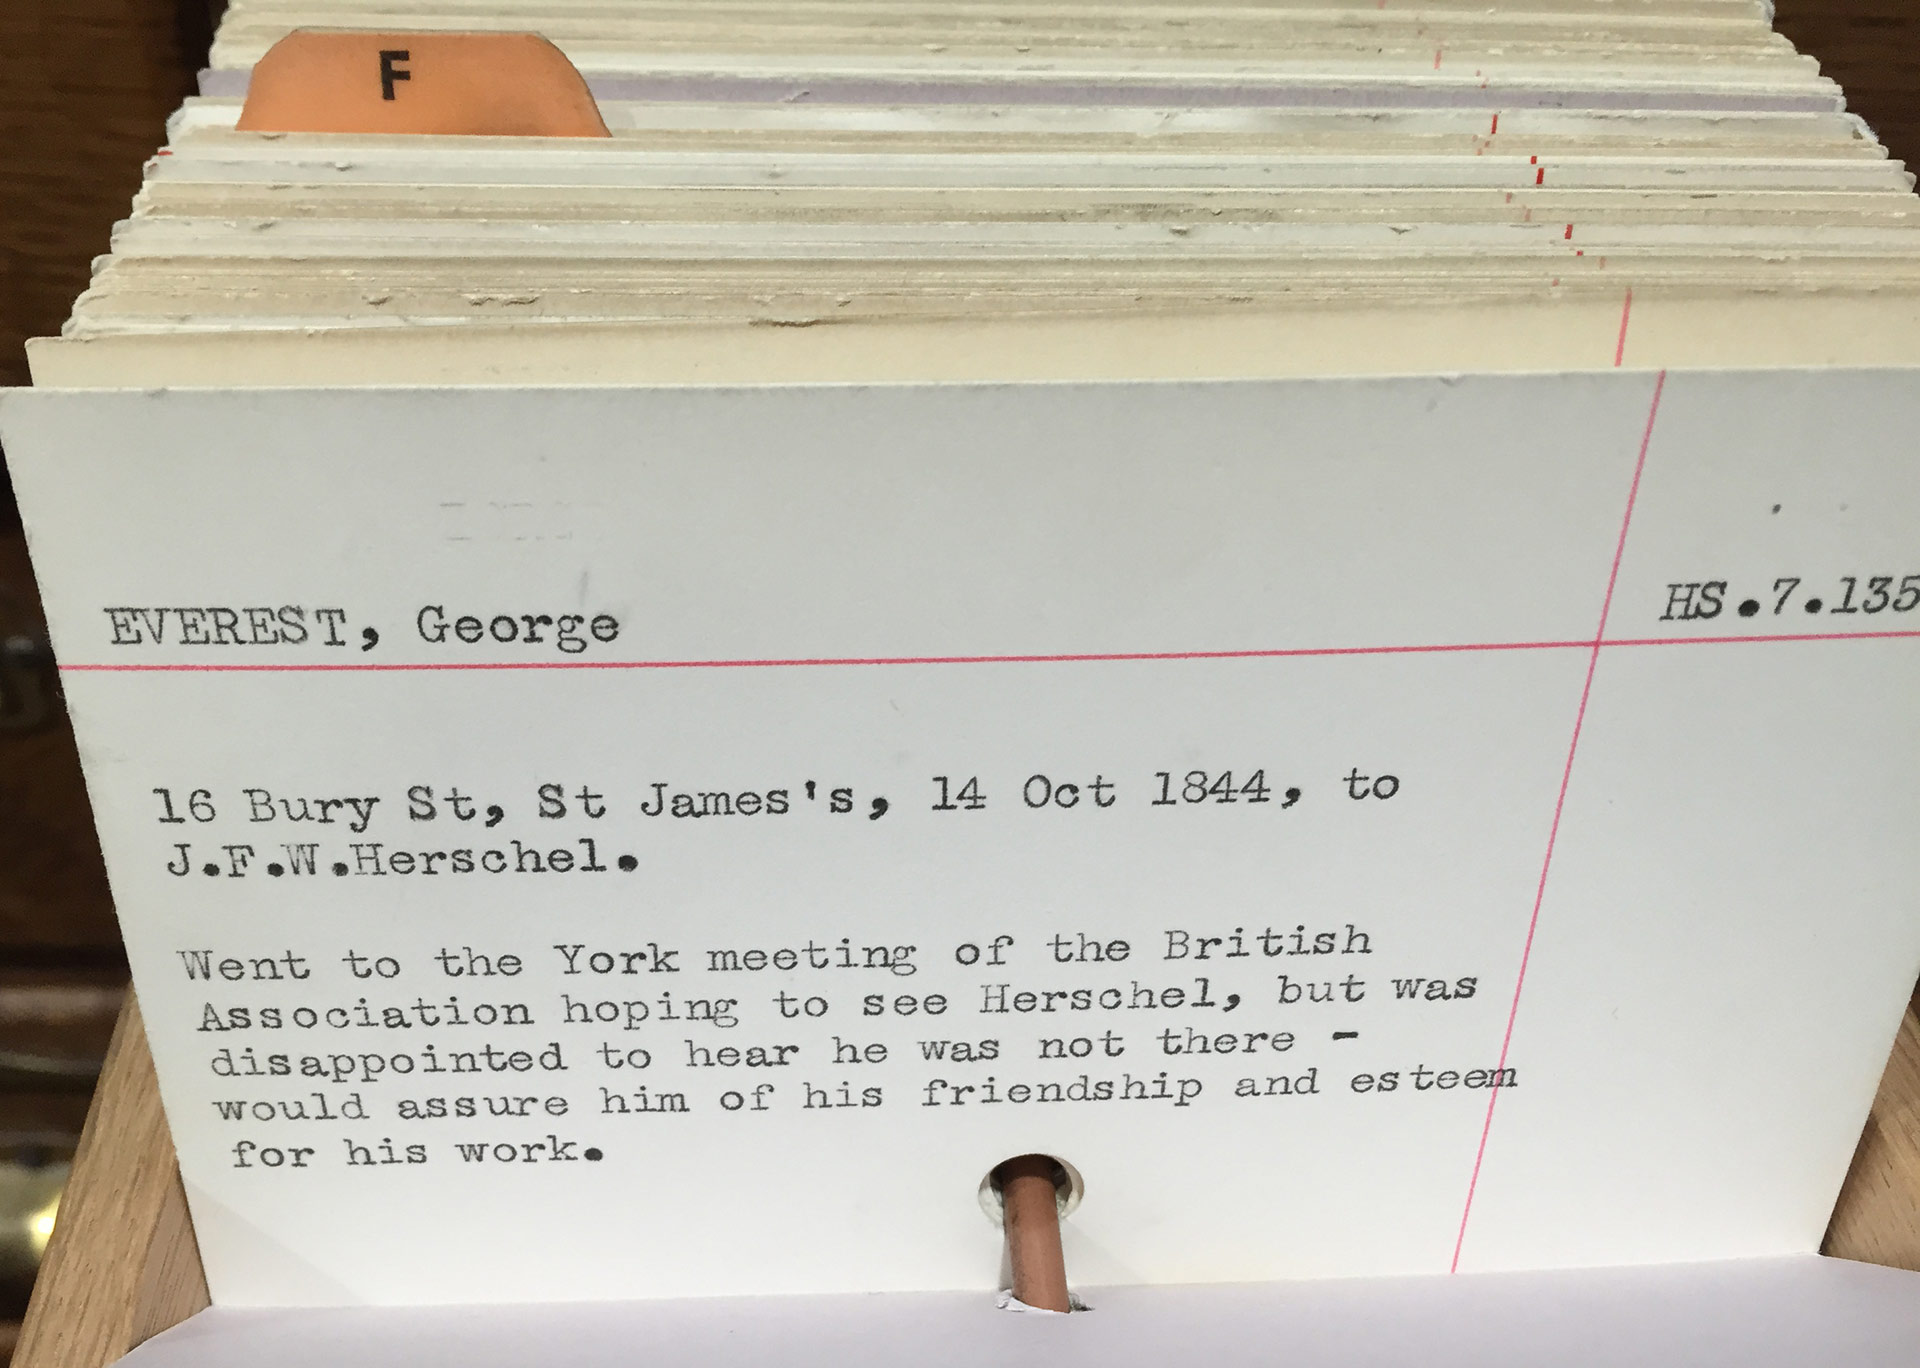 F
EVEREST, George
HS.7.135
16 Bury St, St James's, 14 Oct 1844, to
J.F.W.Herschel.
Went to the York meeting of the British
Association hoping to see Herschel, but was
disappointed to hear he was not there -
would assure him of his friendship and esteem
for his work.